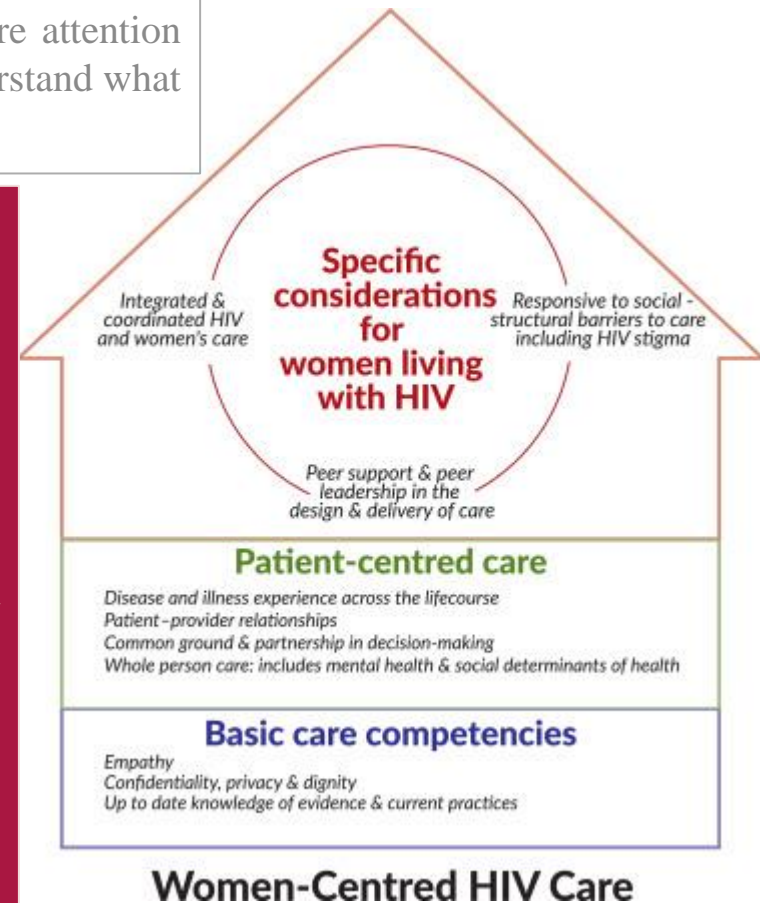 re attention
rstand what
Specific
considerations
for
women living
with HIV
Integrated &
coordinated HIV
and women's care
Responsive to social -
structural barriers to care
including HIV stigma
Peer support & peer
leadership in the
design & delivery of care
Patient-centred care
Disease and illness experience across the lifecourse
Patient-provider relationships
Common ground & partnership in decision-making
Whole person care: includes mental health & social determinants of health
Basic care competencies
Empathy
Confidentiality, privacy & dignity
Up to date knowledge of evidence & current practices
Women-Centred HIV Care